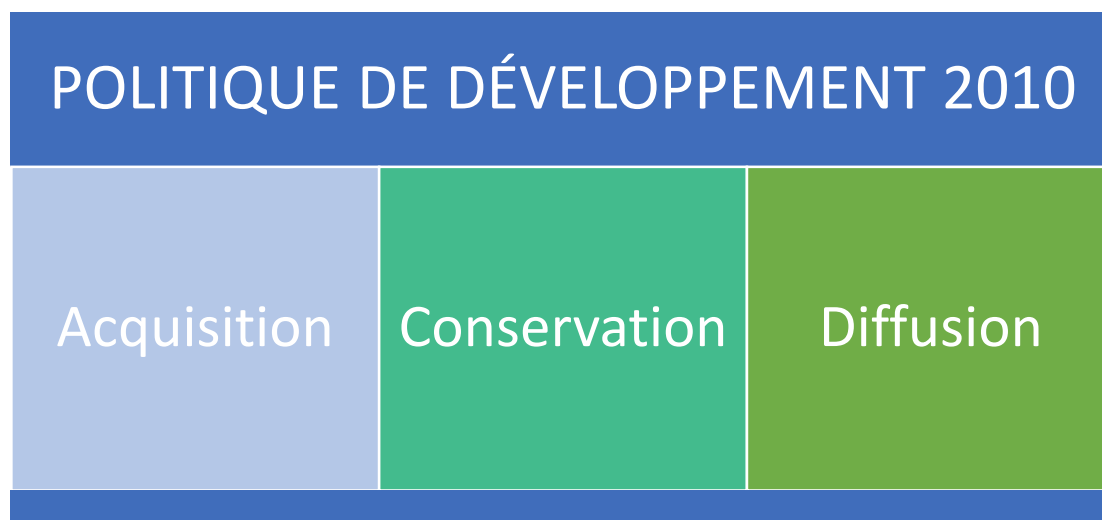 POLITIQUE DE DÉVELOPPEMENT 2010
Acquisition
Conservation
Diffusion